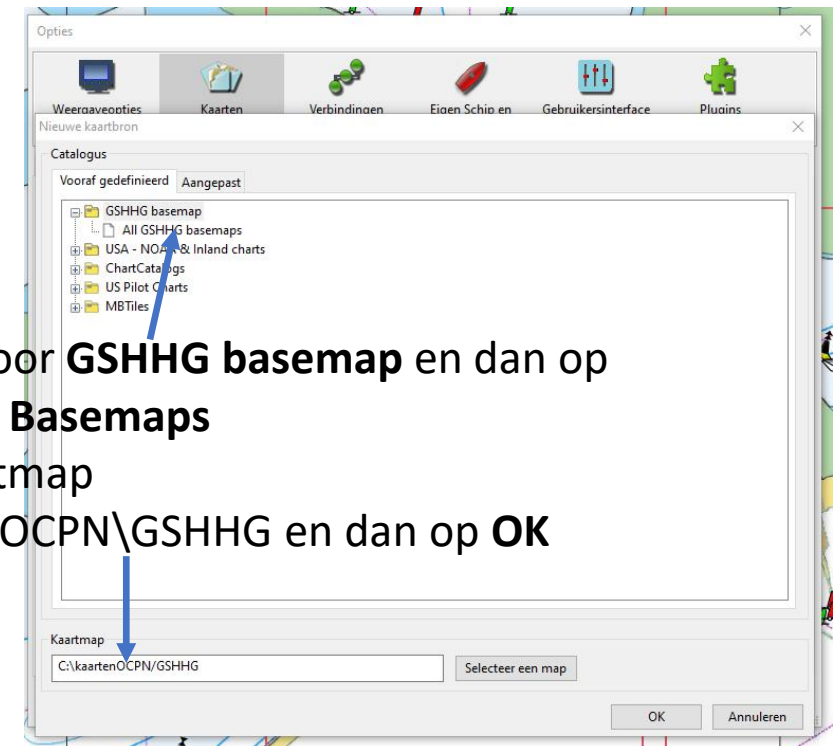 Opties
Weergaveopties Kaarten Verbindingen Eigen Schip en Gebruikersinterface Plugins
Nieuwe kaartbron
Catalogus
Vooraf gedefinieerd Aangepast
GSHHG basemap
All GSHHG basemaps
USA - NOAA & Inland charts
ChartCatalogs
US Pilot Charts
MBTiles
oor GSHHG basemap en dan op
Basemaps
tmap
OCPN\GSHHG en dan op OK
Kaartmap
C:\kaartenOCPN/GSHHG Selecteer een map
OK Annuleren